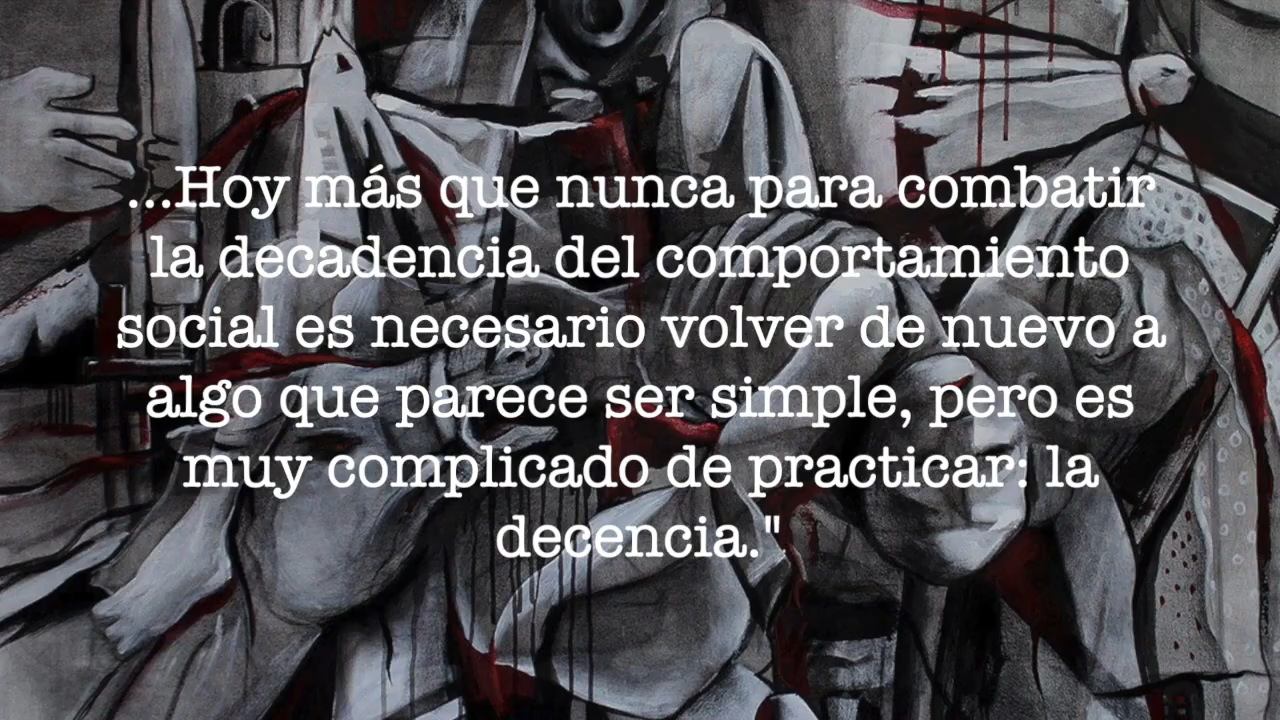 ...Hoy más que nunca para combatir
la decadencia del comportamiento
social es necesario volver de nuevo a
algo que parece ser simple, pero es
muy complicado de practicar: la
decencia."